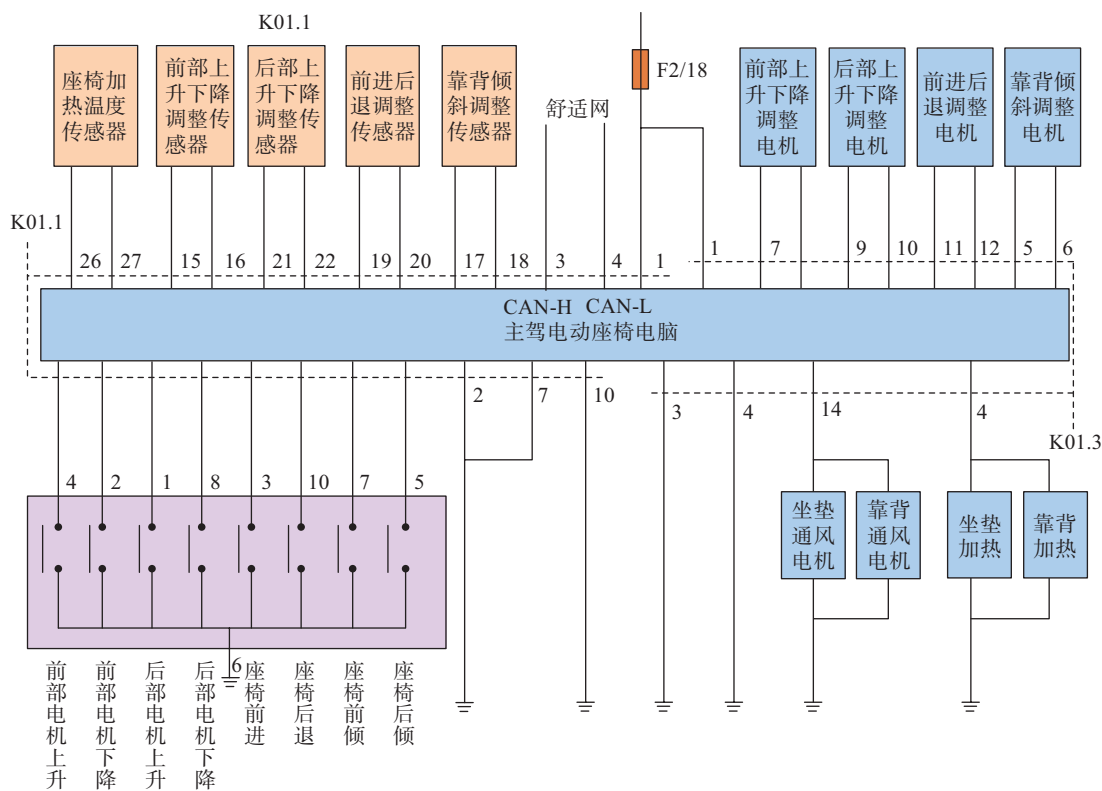 K01.1
座椅加
热温度
传感器
前部上
升下降
调整传
感器
后部上
升下降
调整传
感器
前进后
退调整
传感器
靠背倾
斜调整
传感器
舒适网
F2/18
前部上
升下降
调整
电机
后部上
升下降
调整
电机
前进后
退调整
电机
靠背倾
斜调整
电机
K01.1
26 27 15 16 21 22 19 20 17 18 3 4 1 1 7 9 10 11 12 5 6
CAN-H CAN-L
主驾电动座椅电脑
2 7 10 3 4 14 4
K01.3
4 2 1 8 3 10 7 5
坐垫
通风
电机
靠背
通风
电机
坐垫
加热
靠背
加热
6
前部电机上升
前部电机下降
后部电机上升
后部电机下降
座椅前进
座椅后退
座椅前倾
座椅后倾